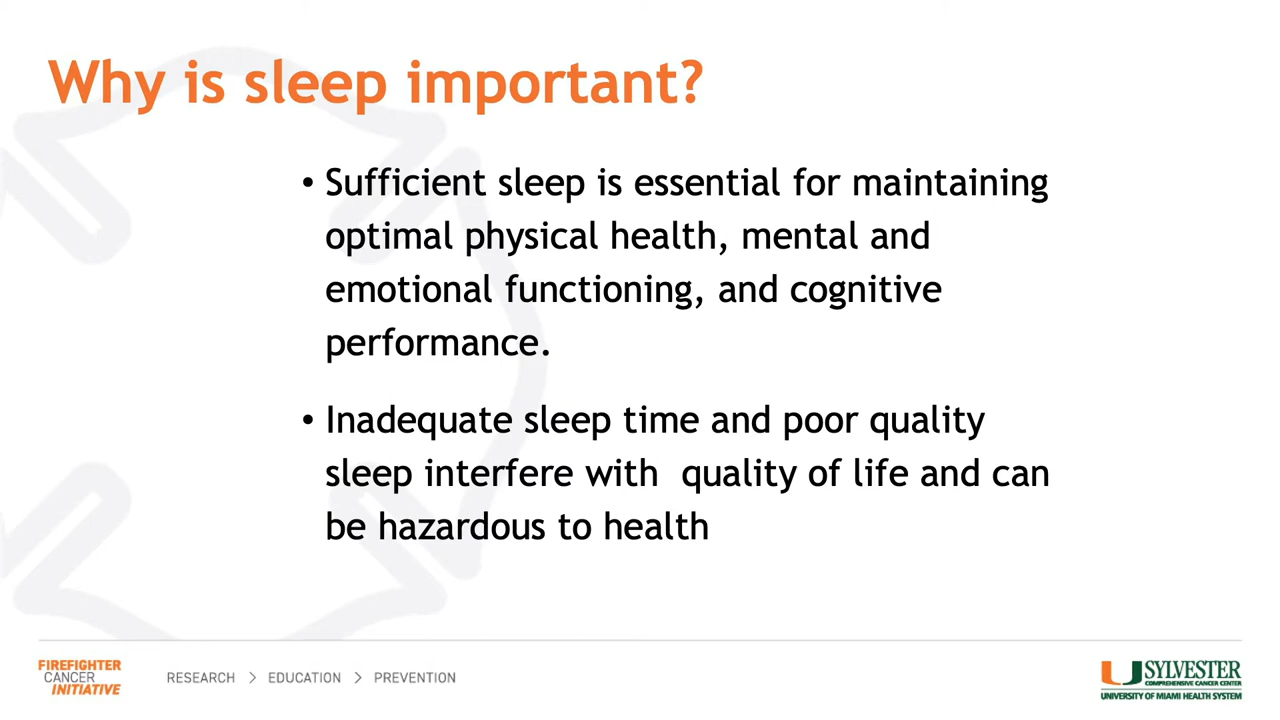 Why is sleep important?
• Sufficient sleep is essential for maintaining
optimal physical health, mental and
emotional functioning, and cognitive
performance.
• Inadequate sleep time and poor quality
sleep interfere with  quality of life and can
be hazardous to health
FIREFIGHTER
CANCER
INITIATIVE
RESEARCH > EDUCATION > PREVENTION
SYLVESTER
COMPREHENSIVE CANCER CENTER
UNIVERSITY OF MIAMI HEALTH SYSTEM